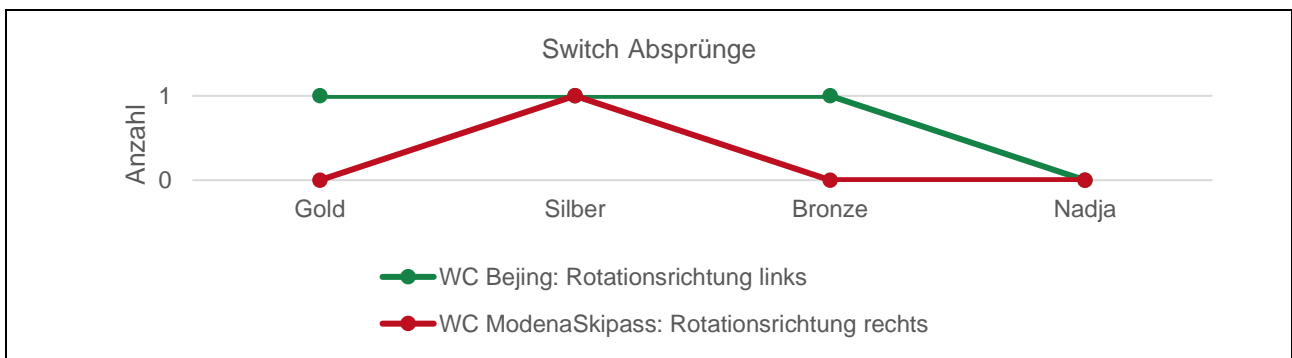 Switch Absprünge
Anzahl
1
0
Gold Silber Bronze Nadja
WC Bejing: Rotationsrichtung links
WC ModenaSkipass: Rotationsrichtung rechts